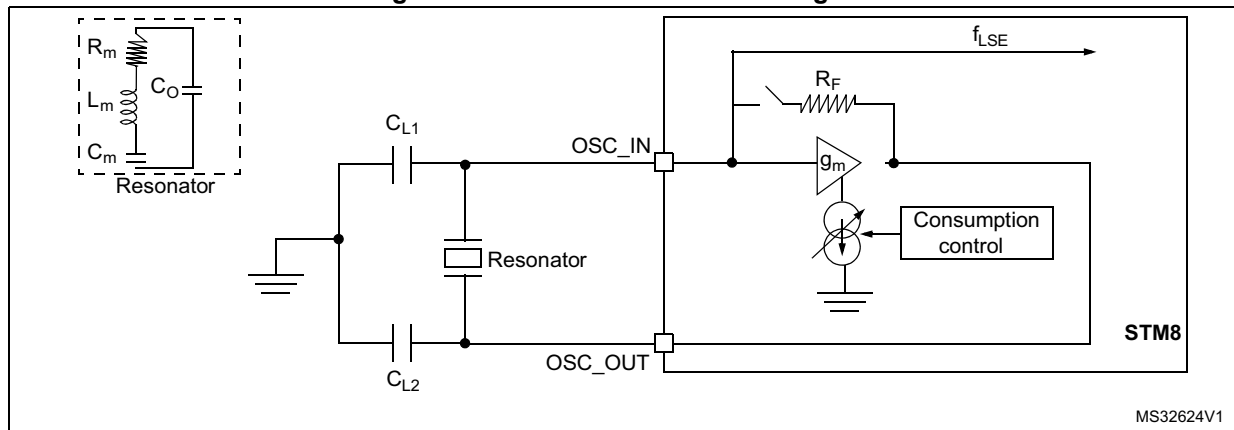 f_LSE
R_m
R_F
C_O
L_m
C_L1
OSC_IN
C_m
g_m
Resonator
Consumption
control
Resonator
STM8
OSC_OUT
C_L2
MS32624V1